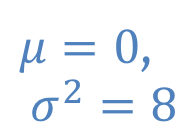 μ = 0,
σ² = 8